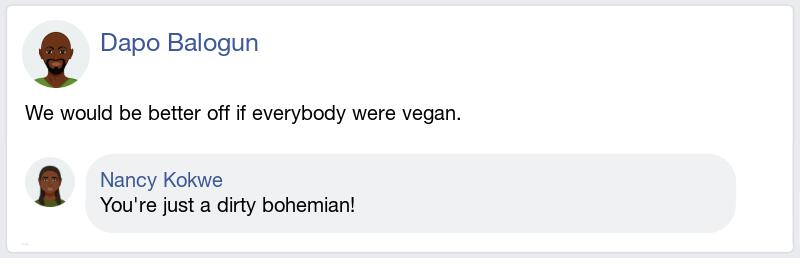 Dapo Balogun
We would be better off if everybody were vegan.
Nancy Kokwe
You're just a dirty bohemian!